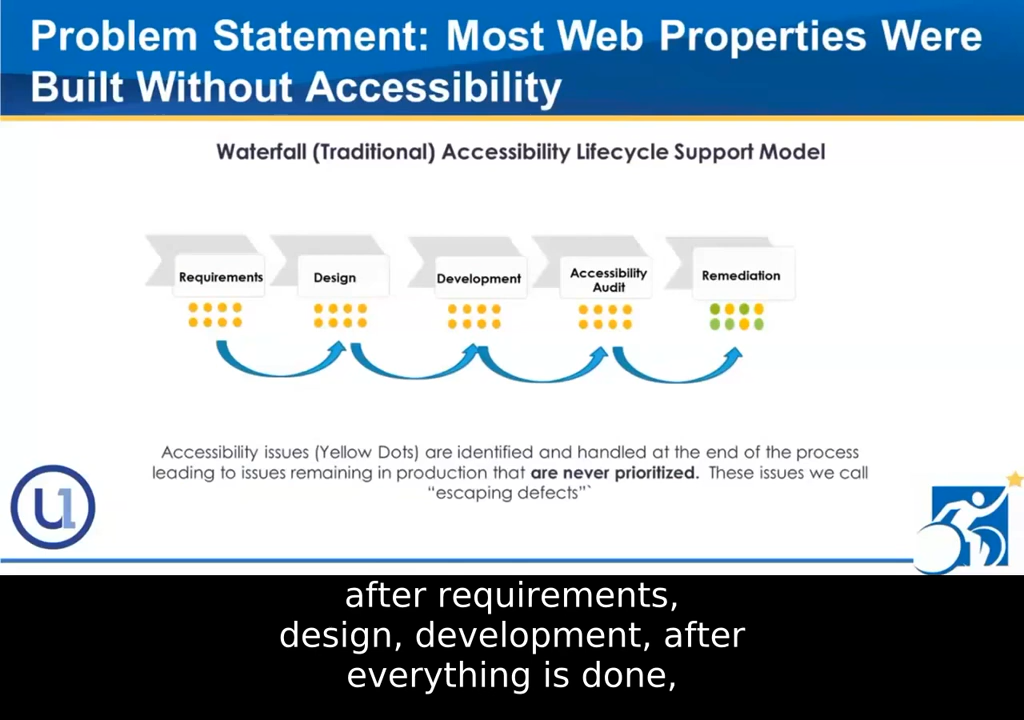 Problem Statement: Most Web Properties Were
Built Without Accessibility
Waterfall (Traditional) Accessibility Lifecycle Support Model
Requirements
Design
Development
Accessibility
Audit
Remediation
Accessibility issues (Yellow Dots) are identified and handled at the end of the process
leading to issues remaining in production that are never prioritized. These issues we call
“escaping defects”`
U1
after requirements,
design, development, after
everything is done,